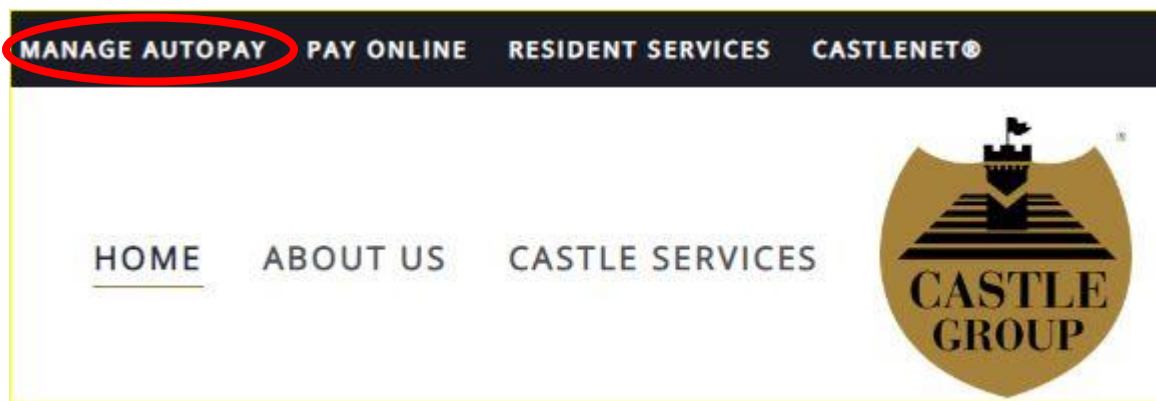 MANAGE AUTOPAY PAY ONLINE RESIDENT SERVICES CASTLENET®
HOME ABOUT US CASTLE SERVICES
®
CASTLE
GROUP